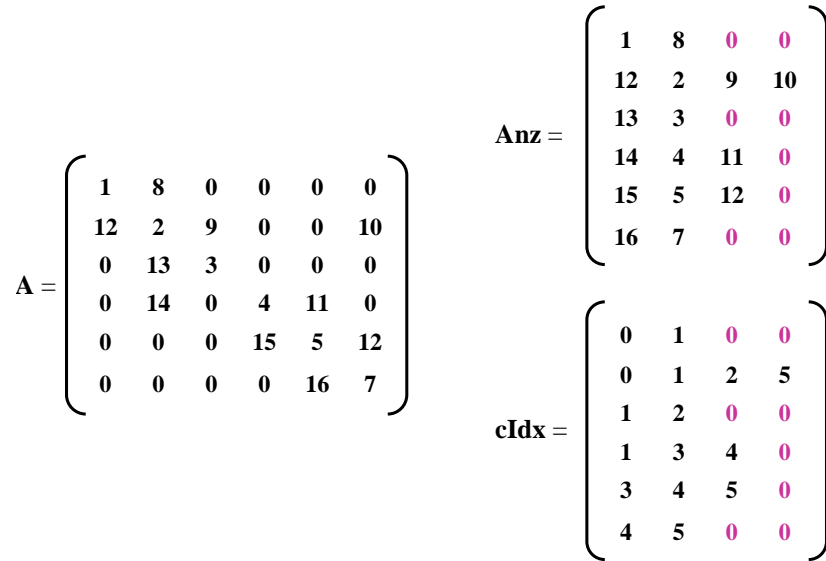 A =
1 8 0 0 0 0
12 2 9 0 0 10
0 13 3 0 0 0
0 14 0 4 11 0
0 0 0 15 5 12
0 0 0 0 16 7
Anz =
1 8 0 0
12 2 9 10
13 3 0 0
14 4 11 0
15 5 12 0
16 7 0 0
cIdx =
0 1 0 0
0 1 2 5
1 2 0 0
1 3 4 0
3 4 5 0
4 5 0 0